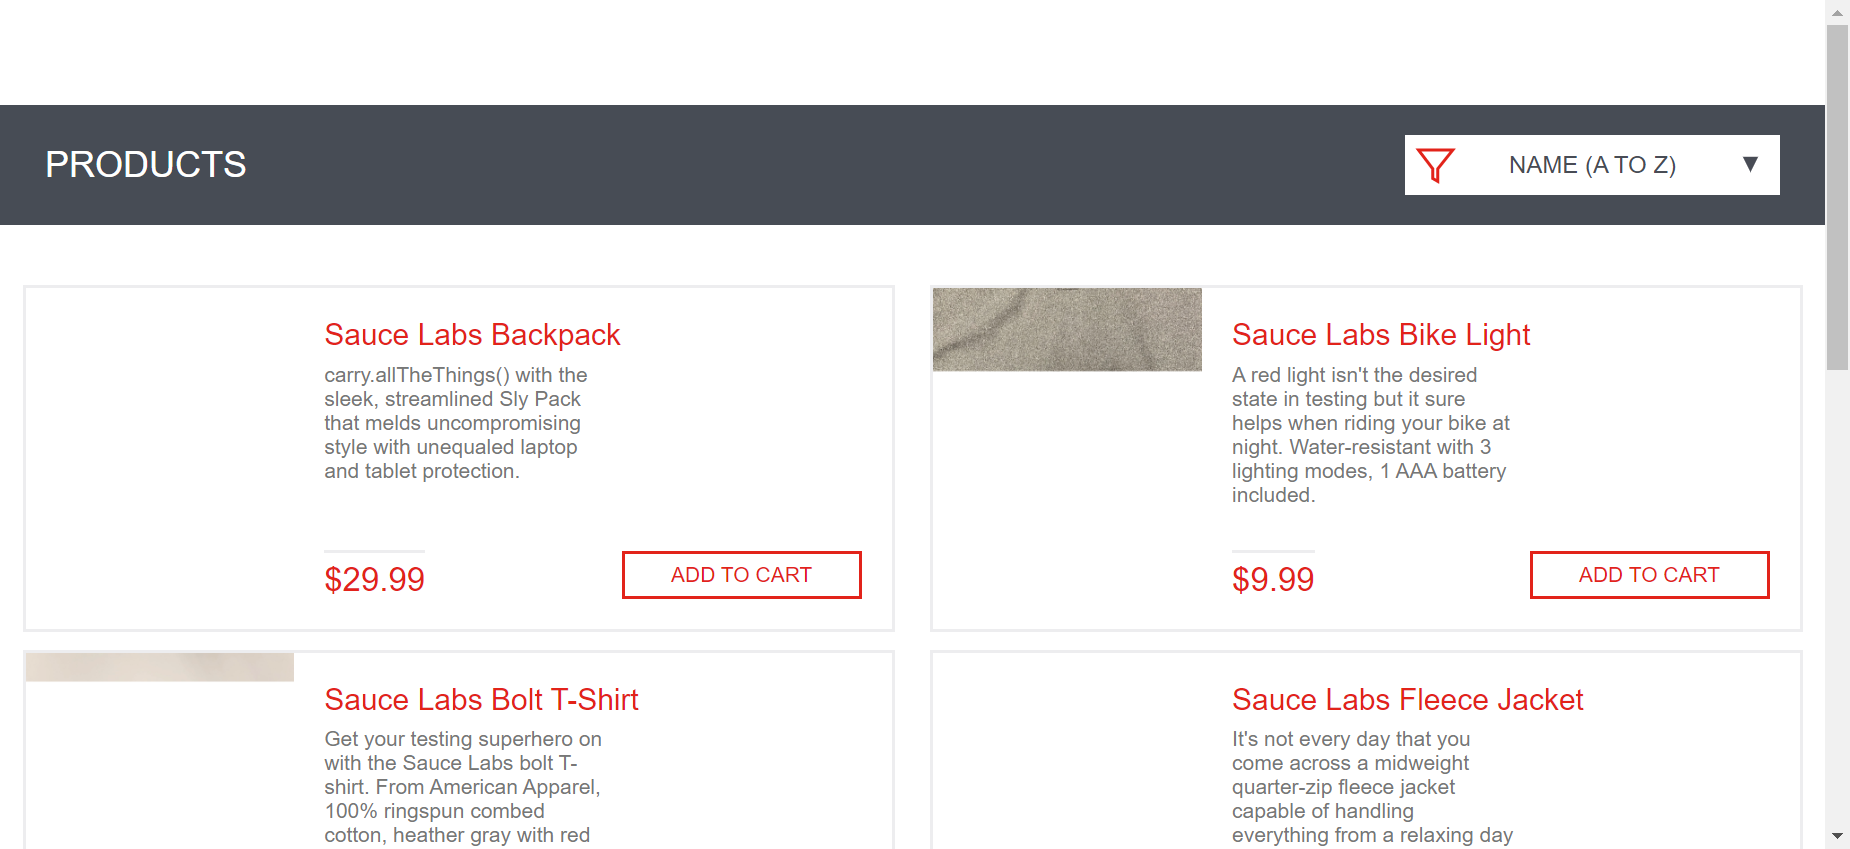 PRODUCTS
NAME (A TO Z)
Sauce Labs Backpack
carry.allTheThings() with the
sleek, streamlined Sly Pack
that melds uncompromising
style with unequaled laptop
and tablet protection.
$29.99
ADD TO CART
Sauce Labs Bike Light
A red light isn't the desired
state in testing but it sure
helps when riding your bike at
night. Water-resistant with 3
lighting modes, 1 AAA battery
included.
$9.99
ADD TO CART
Sauce Labs Bolt T-Shirt
Get your testing superhero on
with the Sauce Labs bolt T-
shirt. From American Apparel,
100% ringspun combed
cotton, heather gray with red
Sauce Labs Fleece Jacket
It's not every day that you
come across a midweight
quarter-zip fleece jacket
capable of handling
everything from a relaxing day